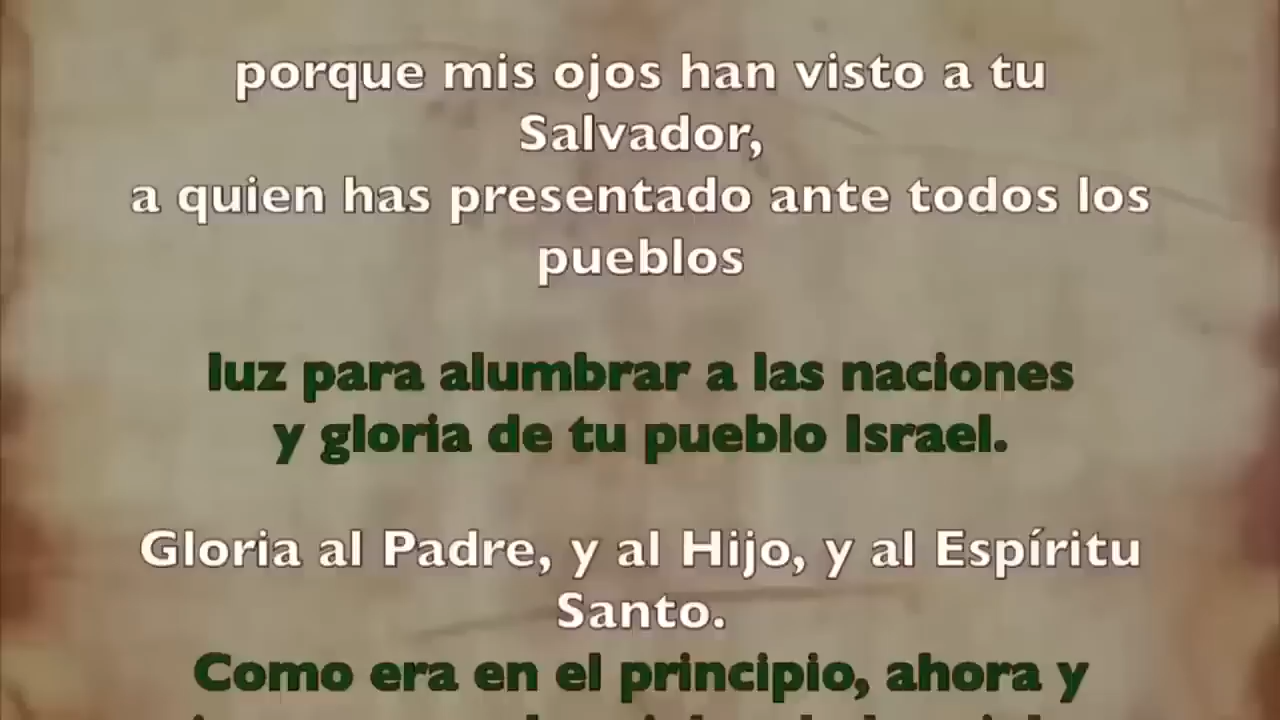 porque mis ojos han visto a tu
Salvador,
a quien has presentado ante todos los
pueblos
luz para alumbrar a las naciones
y gloria de tu pueblo Israel.
Gloria al Padre, y al Hijo, y al Espíritu
Santo.
Como era en el principio, ahora y